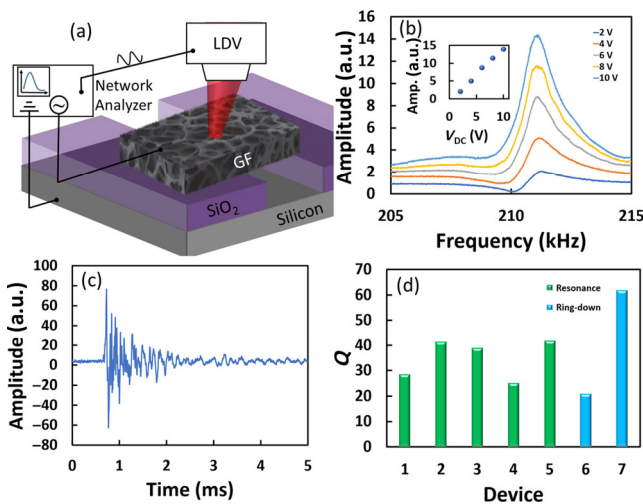 (a)
LDV
Network
Analyzer
GF
SiO2
Silicon
(b)
Amplitude (a.u.)
16
14
12
10
8
6
4
2
0
205
210
215
Frequency (kHz)
2 V
4 V
6 V
8 V
10 V
Amp. (a.u.)
15
10
5
0
0
5
10
VDC (V)
(c)
Amplitude (a.u.)
100
80
60
40
20
0
−20
−40
−60
−80
0
1
2
3
4
5
Time (ms)
(d)
Q
70
60
50
40
30
20
10
0
Resonance
Ring-down
1
2
3
4
5
6
7
Device